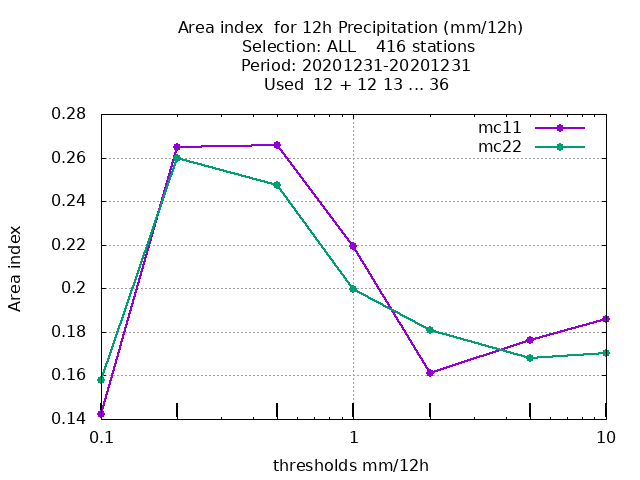 Area index  for 12h Precipitation (mm/12h)
Selection: ALL    416 stations
Period: 20201231-20201231
Used  12 + 12 13 ... 36
mc11
mc22
0.28
0.26
0.24
0.22
0.2
0.18
0.16
0.14
Area index
0.1
1
10
thresholds mm/12h